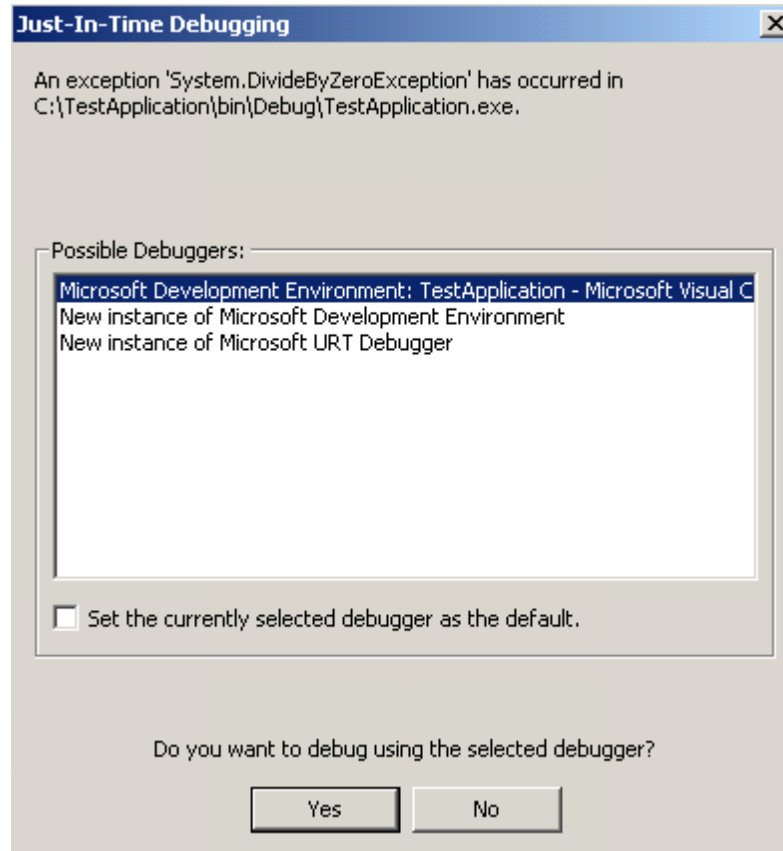 Just-In-Time Debugging
An exception 'System.DivideByZeroException' has occurred in
C:\TestApplication\bin\Debug\TestApplication.exe.
Possible Debuggers:
Microsoft Development Environment: TestApplication - Microsoft Visual C
New instance of Microsoft Development Environment
New instance of Microsoft URT Debugger
Set the currently selected debugger as the default.
Do you want to debug using the selected debugger?
Yes No